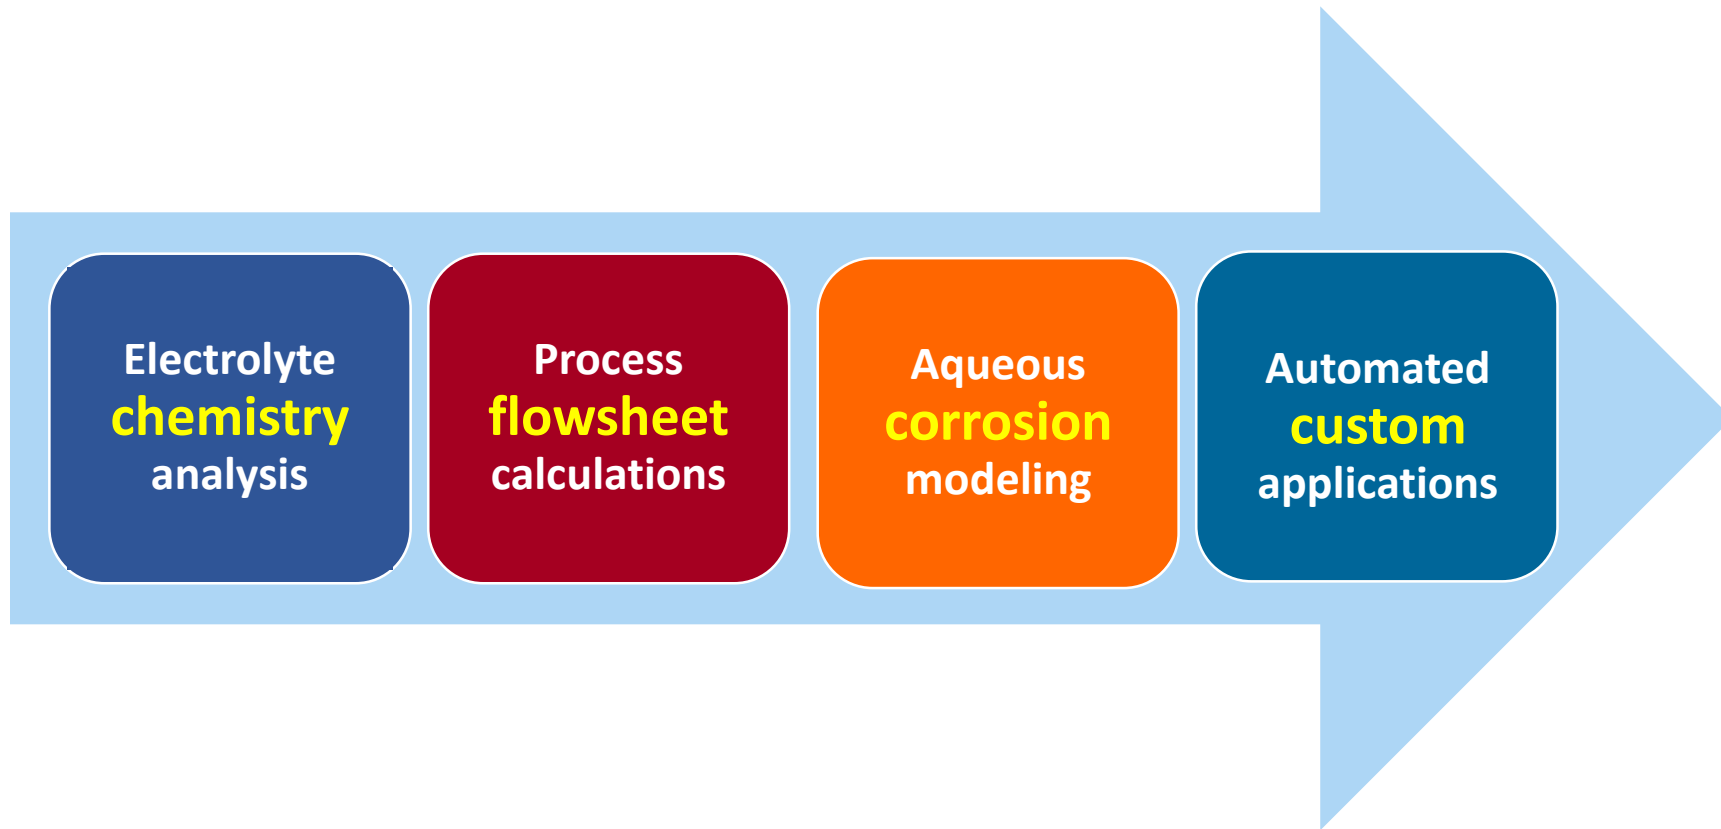 Electrolyte
chemistry
analysis
Process
flowsheet
calculations
Aqueous
corrosion
modeling
Automated
custom
applications